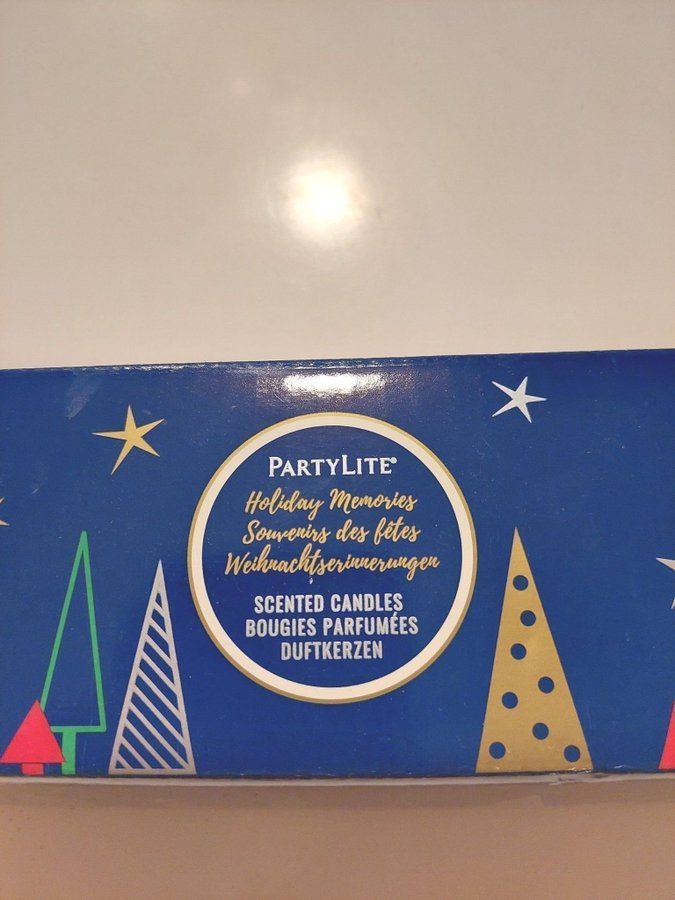 PARTYLITE®
Holiday Memories
Souvenirs des fêtes
Weihnachtserinnerungen
SCENTED CANDLES
BOUGIES PARFUMÉES
DUFTKERZEN